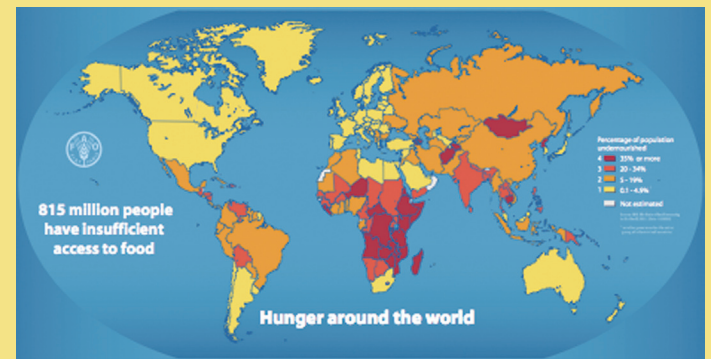 815 million people
have insufficient
access to food
Hunger around the world
Percentage of population
undernourished
4 35% or more
3 20 - 34%
2 5 - 19%
1 0.1 - 4.9%
Not estimated